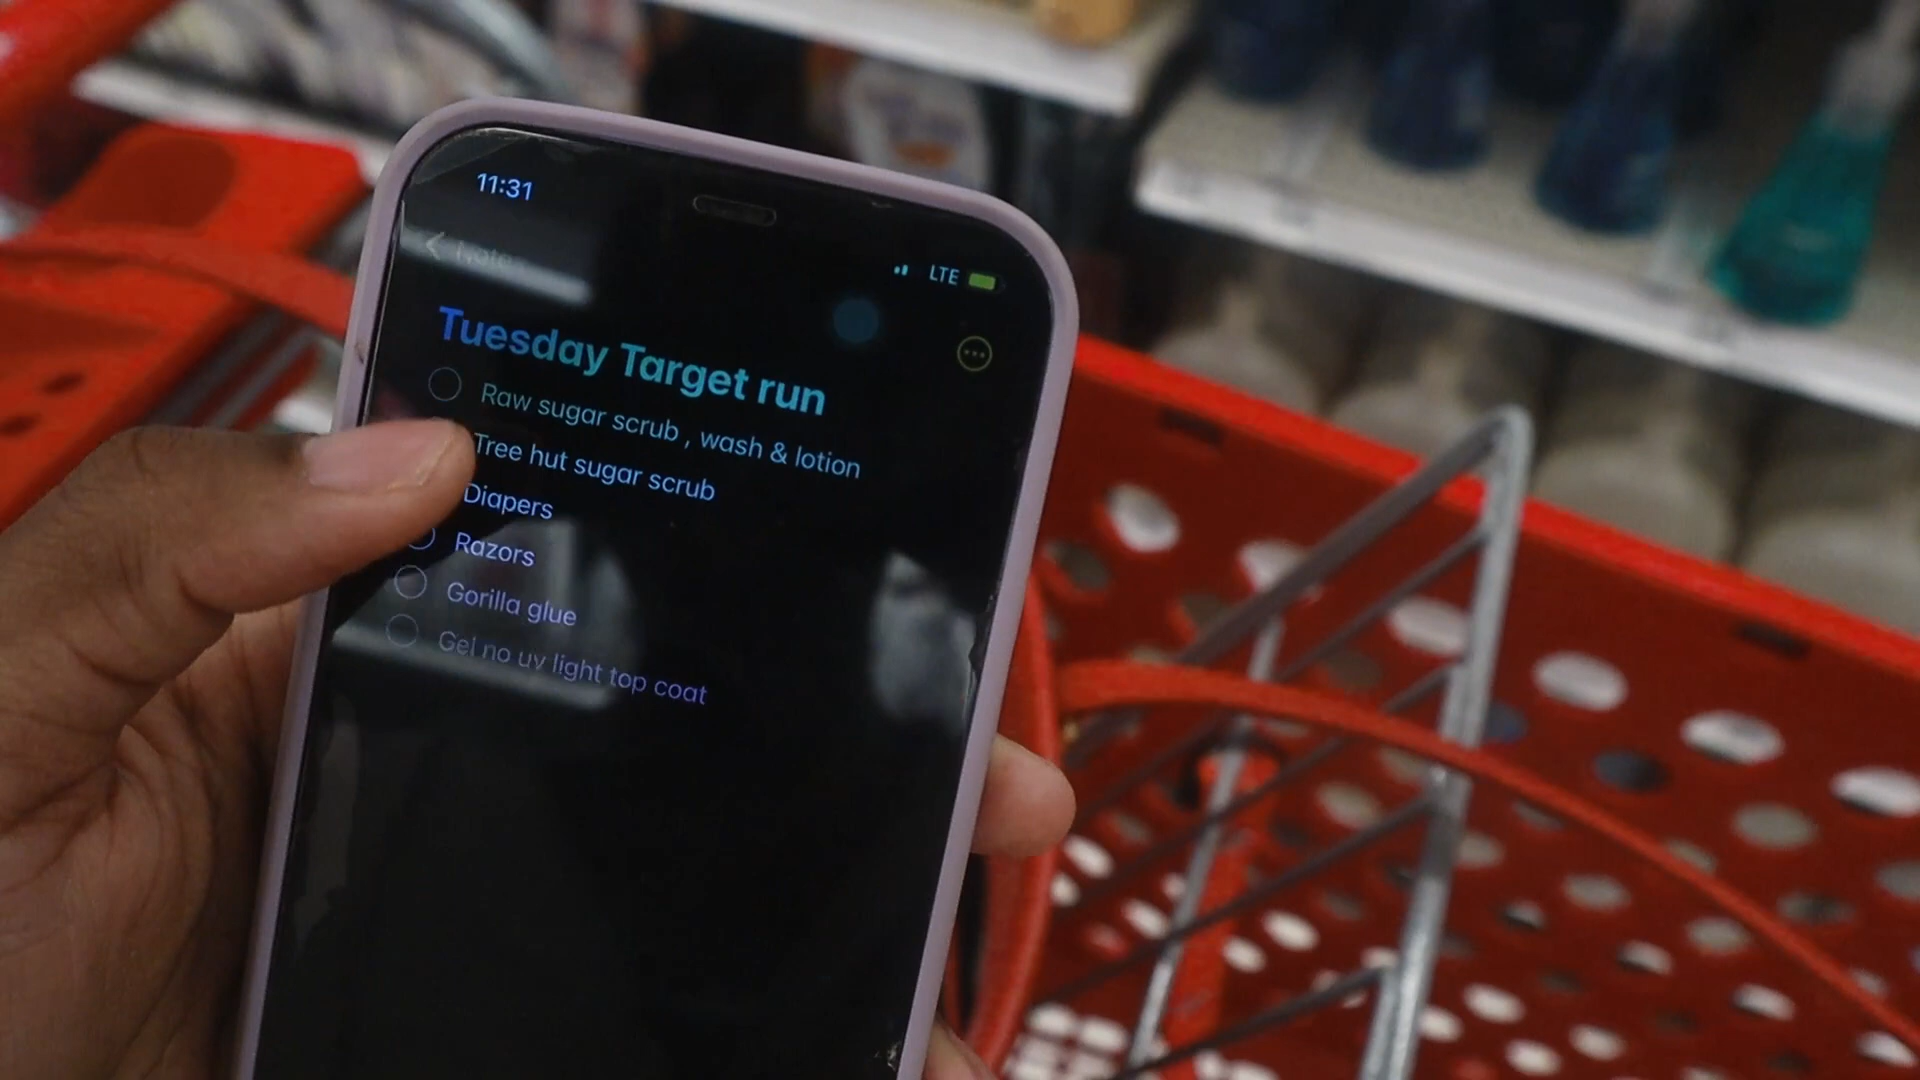 11:31
LTE
Notes
Tuesday Target run
Raw sugar scrub , wash & lotion
Tree hut sugar scrub
Diapers
Razors
Gorilla glue
Gel no uv light top coat